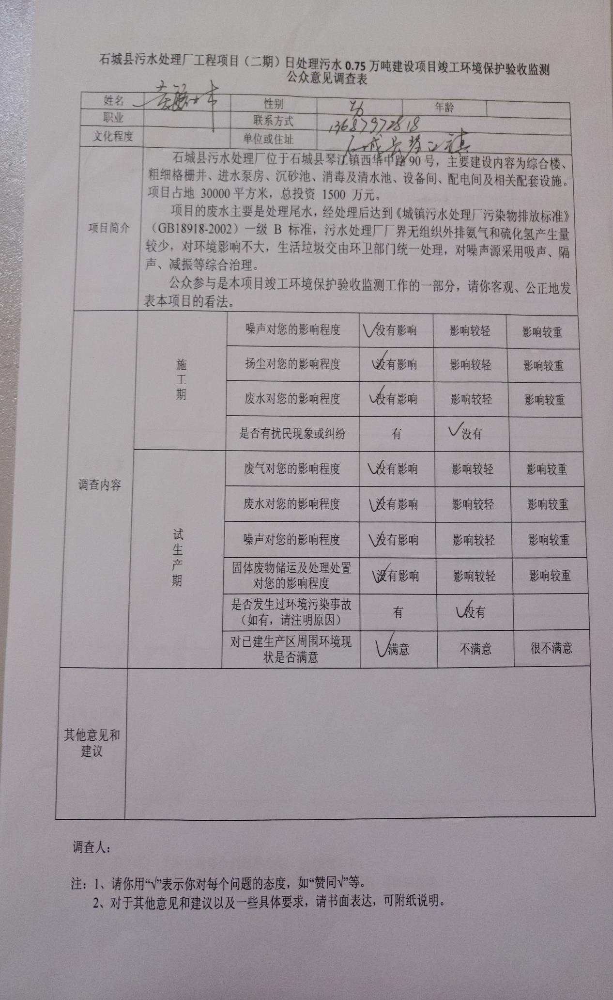 石城县污水处理厂工程项目（二期）日处理污水 0.75 万吨建设项目竣工环境保护验收监测
公众意见调查表
姓名 性别 年龄
职业 联系方式 13687972818
文化程度 单位或住址 石城县琴江镇
石城县污水处理厂位于石城县琴江镇西华中路 90 号，主要建设内容为综合楼、
粗细格栅井、进水泵房、沉砂池、消毒及清水池、设备间、配电间及相关配套设施。
项目占地 30000 平方米，总投资 1500 万元。
项目的废水主要是处理尾水，经处理后达到《城镇污水处理厂污染物排放标准》
项目简介
（GB18918-2002）一级 B 标准，污水处理厂厂界无组织外排氨气和硫化氢产生量
较少，对环境影响不大，生活垃圾交由环卫部门统一处理，对噪声源采用吸声、隔
声、减振等综合治理。
公众参与是本项目竣工环境保护验收监测工作的一部分，请你客观、公正地发
表本项目的看法。
调查内容
施工期
噪声对您的影响程度 √没有影响 影响较轻 影响较重
扬尘对您的影响程度 √没有影响 影响较轻 影响较重
废水对您的影响程度 √没有影响 影响较轻 影响较重
是否有扰民现象或纠纷 有 √没有
试生产期
废气对您的影响程度 √没有影响 影响较轻 影响较重
废水对您的影响程度 √没有影响 影响较轻 影响较重
噪声对您的影响程度 √没有影响 影响较轻 影响较重
固体废物储运及处理处置
对您的影响程度 √没有影响 影响较轻 影响较重
是否发生过环境污染事故
（如有，请注明原因） 有 √没有
对已建生产区周围环境现
状是否满意 √满意 不满意 很不满意
其他意见和
建议
调查人：
注：1、请你用“√”表示你对每个问题的态度，如“赞同√”等。
2、对于其他意见和建议以及一些具体要求，请书面表达，可附纸说明。